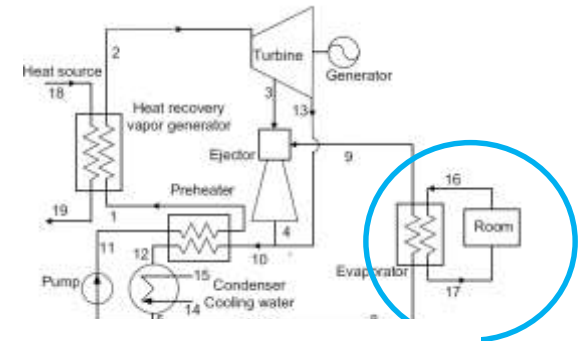 2
Turbine
Generator
Heat source
18
3
13
Heat recovery
vapor generator
Ejector
9
16
Preheater
Room
19
1
4
11
12
10
Evaporator
17
15
Pump
Condenser
Cooling water
14